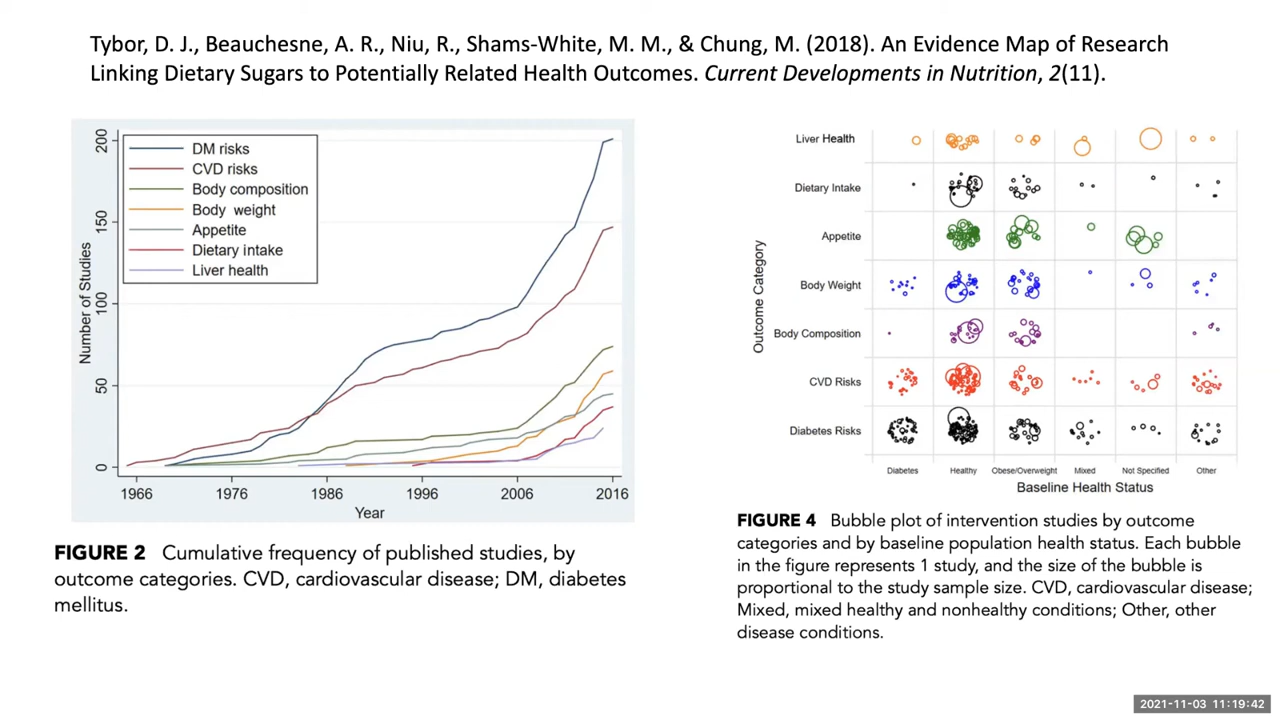 Tybor, D. J., Beauchesne, A. R., Niu, R., Shams-White, M. M., & Chung, M. (2018). An Evidence Map of Research
Linking Dietary Sugars to Potentially Related Health Outcomes. Current Developments in Nutrition, 2(11).
200
150
100
50
0
Number of Studies
DM risks
CVD risks
Body composition
Body weight
Appetite
Dietary intake
Liver health
1966 1976 1986 1996 2006 2016
Year
FIGURE 2 Cumulative frequency of published studies, by
outcome categories. CVD, cardiovascular disease; DM, diabetes
mellitus.
Outcome Category
Liver Health
Dietary Intake
Appetite
Body Weight
Body Composition
CVD Risks
Diabetes Risks
Diabetes Healthy Obese/Overweight Mixed Not Specified Other
Baseline Health Status
FIGURE 4 Bubble plot of intervention studies by outcome
categories and by baseline population health status. Each bubble
in the figure represents 1 study, and the size of the bubble is
proportional to the study sample size. CVD, cardiovascular disease;
Mixed, mixed healthy and nonhealthy conditions; Other, other
disease conditions.
2021-11-03 11:19:42